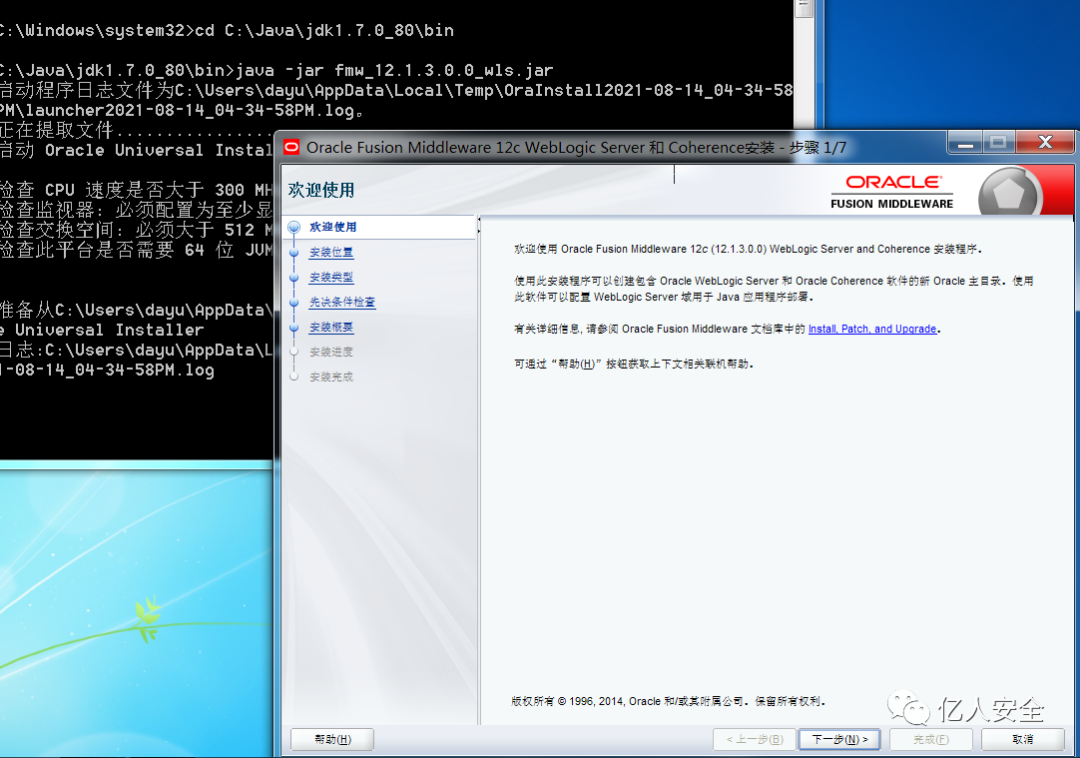 C:\Windows\system32>cd C:\Java\jdk1.7.0_80\bin
C:\Java\jdk1.7.0_80\bin>java -jar fmw_12.1.3.0.0_wls.jar
启动程序日志文件为C:\Users\dayu\AppData\Local\Temp\OraInstall2021-08-14_04-34-58
PM\launcher2021-08-14_04-34-58PM.log。
正在提取文件................
启动 Oracle Universal Instal
检查 CPU 速度是否大于 300 MH
检查监视器: 必须配置为至少显
检查交换空间: 必须大于 512 M
检查此平台是否需要 64 位 JVM
准备从C:\Users\dayu\AppData\
e Universal Installer
日志:C:\Users\dayu\AppData\L
1-08-14_04-34-58PM.log
Oracle Fusion Middleware 12c WebLogic Server 和 Coherence安装 - 步骤 1/7
欢迎使用
ORACLE
FUSION MIDDLEWARE
欢迎使用
安装位置
安装类型
先决条件检查
安装概要
安装进度
安装完成
欢迎使用 Oracle Fusion Middleware 12c (12.1.3.0.0) WebLogic Server and Coherence 安装程序。
使用此安装程序可以创建包含 Oracle WebLogic Server 和 Oracle Coherence 软件的新 Oracle 主目录。使用
此软件可以配置 WebLogic Server 域用于 Java 应用程序部署。
有关详细信息, 请参阅 Oracle Fusion Middleware 文档库中的 Install, Patch, and Upgrade。
可通过 “帮助(H)” 按钮获取上下文相关联机帮助。
版权所有 © 1996, 2014, Oracle 和/或其附属公司。保留所有权利。
亿人安全
帮助(H)
< 上一步(B)
下一步(N) >
完成(F)
取消